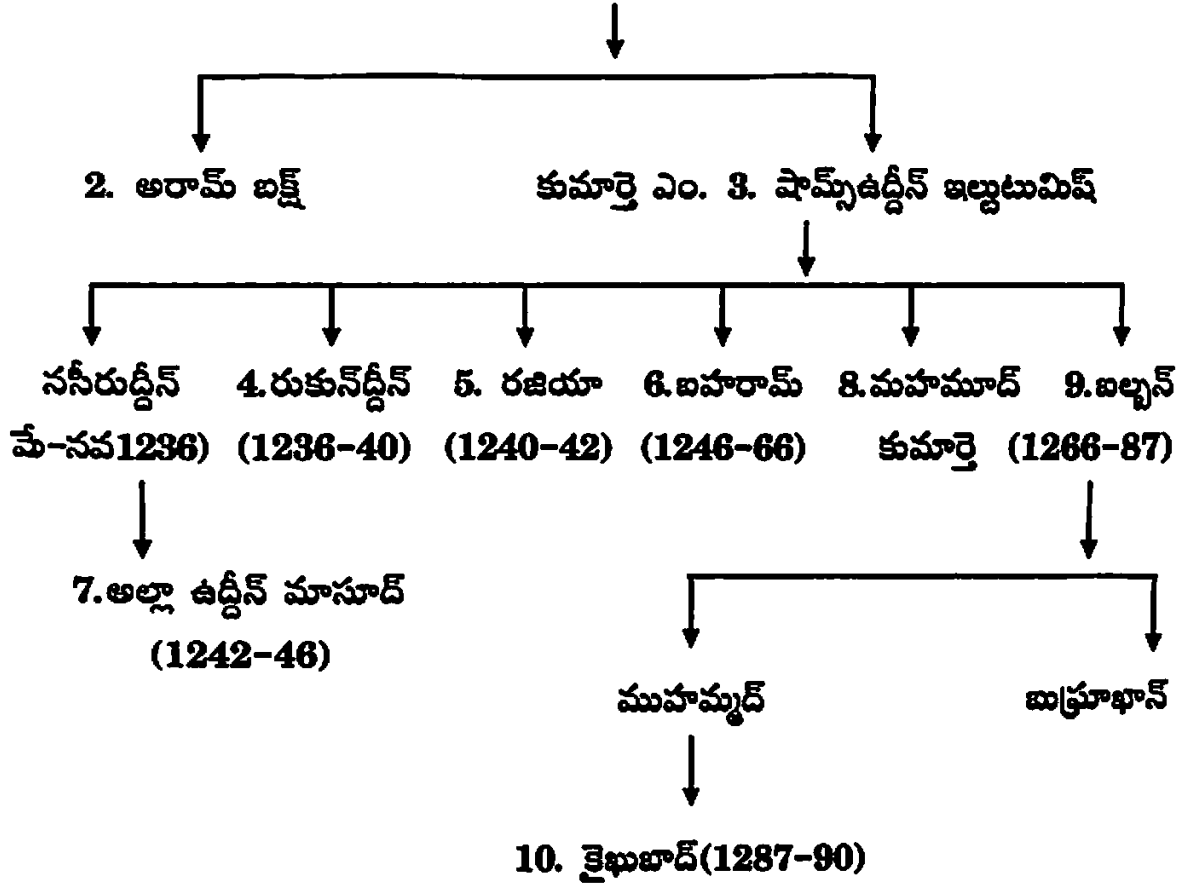 2. అరామ్ బక్ష్ కుమార్తె ఎం. 3. షామ్స్ఉద్దీన్ ఇల్టుటుమిష్
నసీరుద్దీన్ 4.రుకున్‌ద్దీన్ 5. రజియా 6.బహరామ్ 8.మహమూద్ 9.బల్బన్
మే-నవ1236) (1236-40) (1240-42) (1246-66) కుమార్తె (1266-87)
7.అల్లా ఉద్దీన్ మాసూద్
(1242-46)
ముహమ్మద్ బుఘ్రాఖాన్
10. కైఖుబాద్(1287-90)